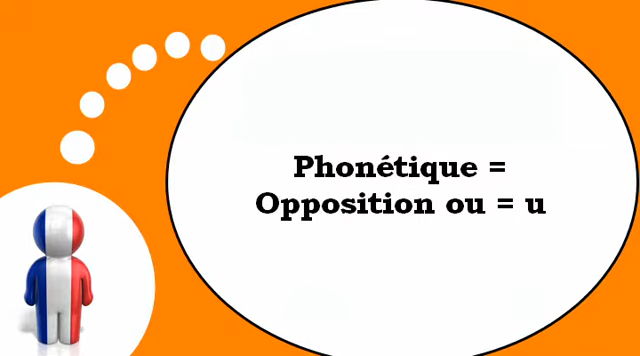 Phonétique =
Opposition ou = u